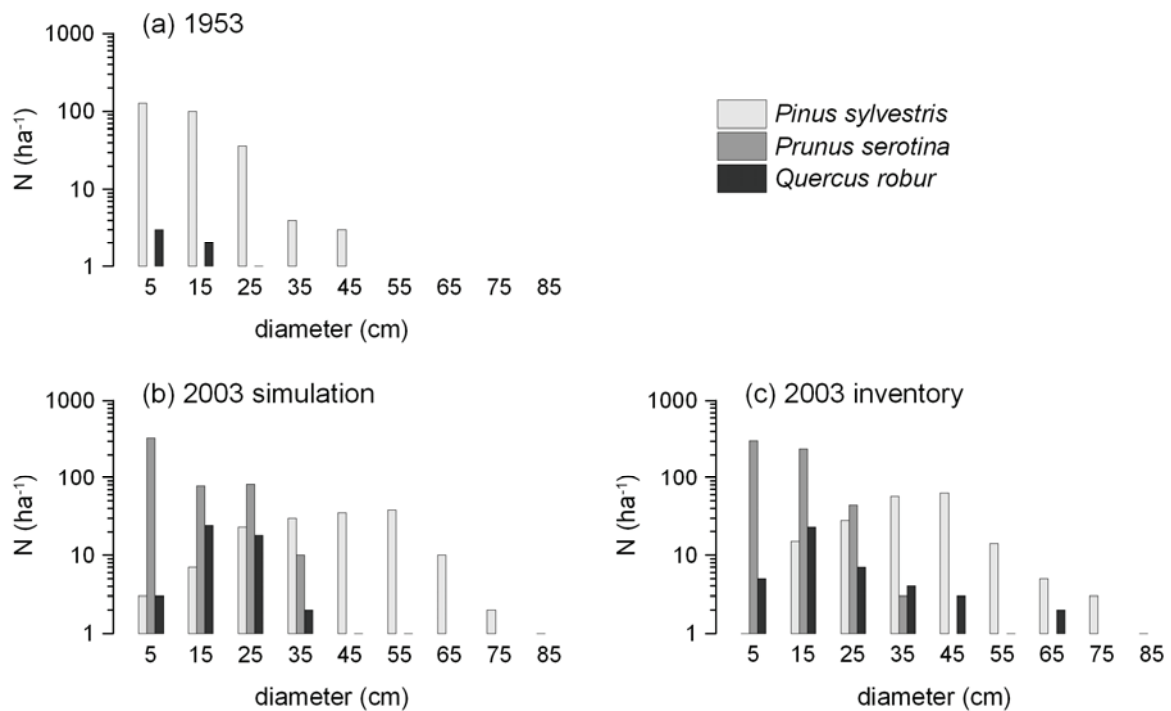 (a) 1953
1000
100
10
1
N (ha⁻¹)
5 15 25 35 45 55 65 75 85
diameter (cm)
Pinus sylvestris
Prunus serotina
Quercus robur
(b) 2003 simulation
1000
100
10
1
N (ha⁻¹)
5 15 25 35 45 55 65 75 85
diameter (cm)
(c) 2003 inventory
1000
100
10
1
N (ha⁻¹)
5 15 25 35 45 55 65 75 85
diameter (cm)